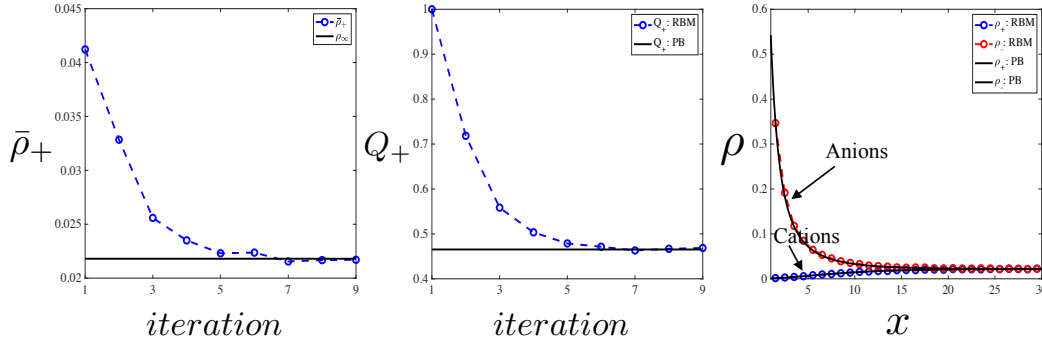 0.045
0.04
0.035
0.03
0.025
0.02
1
3
5
7
9
ρ̄+
iteration
ρ̄+
ρ∞
1
0.9
0.8
0.7
0.6
0.5
0.4
1
3
5
7
9
Q+
iteration
Q+: RBM
Q+: PB
0.6
0.5
0.4
0.3
0.2
0.1
0
5
10
15
20
25
30
ρ
x
ρ+: RBM
ρ-: RBM
ρ+: PB
ρ-: PB
Anions
Cations